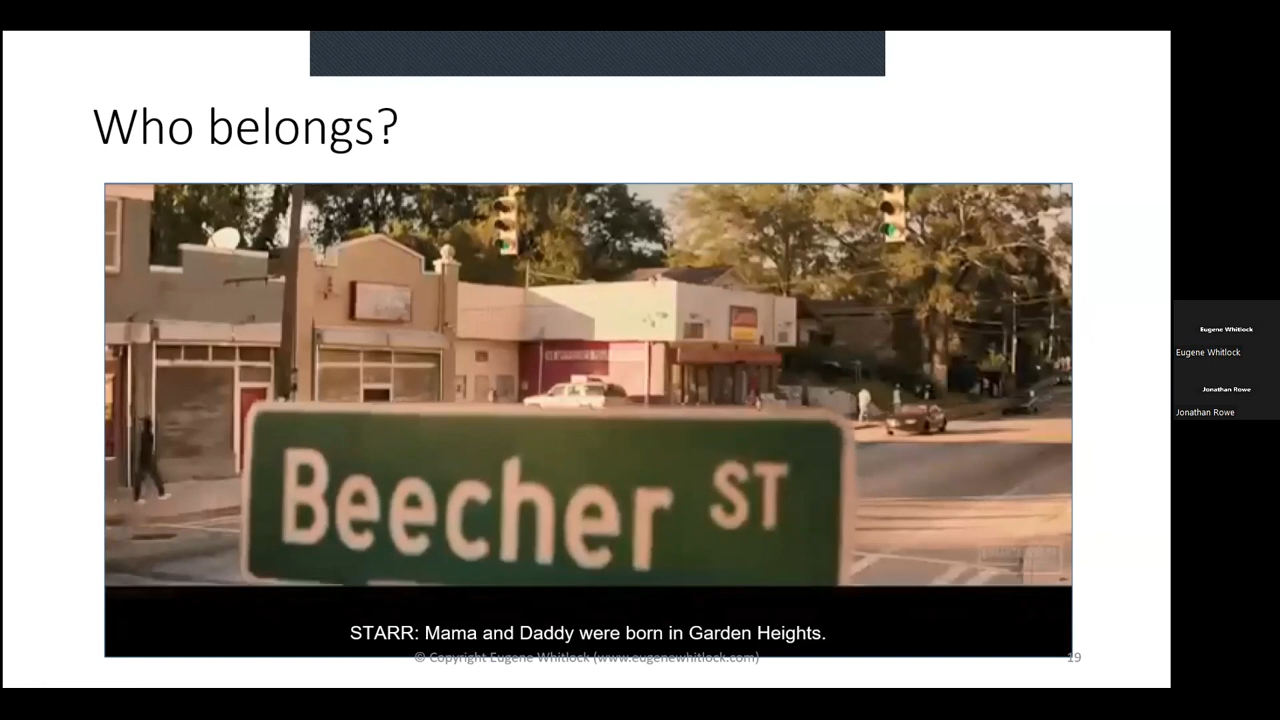 Who belongs?
Beecher ST
STARR: Mama and Daddy were born in Garden Heights.
© Copyright Eugene Whitlock (www.eugenewhitlock.com)
19
Eugene Whitlock
Eugene Whitlock
Jonathan Rowe
Jonathan Rowe